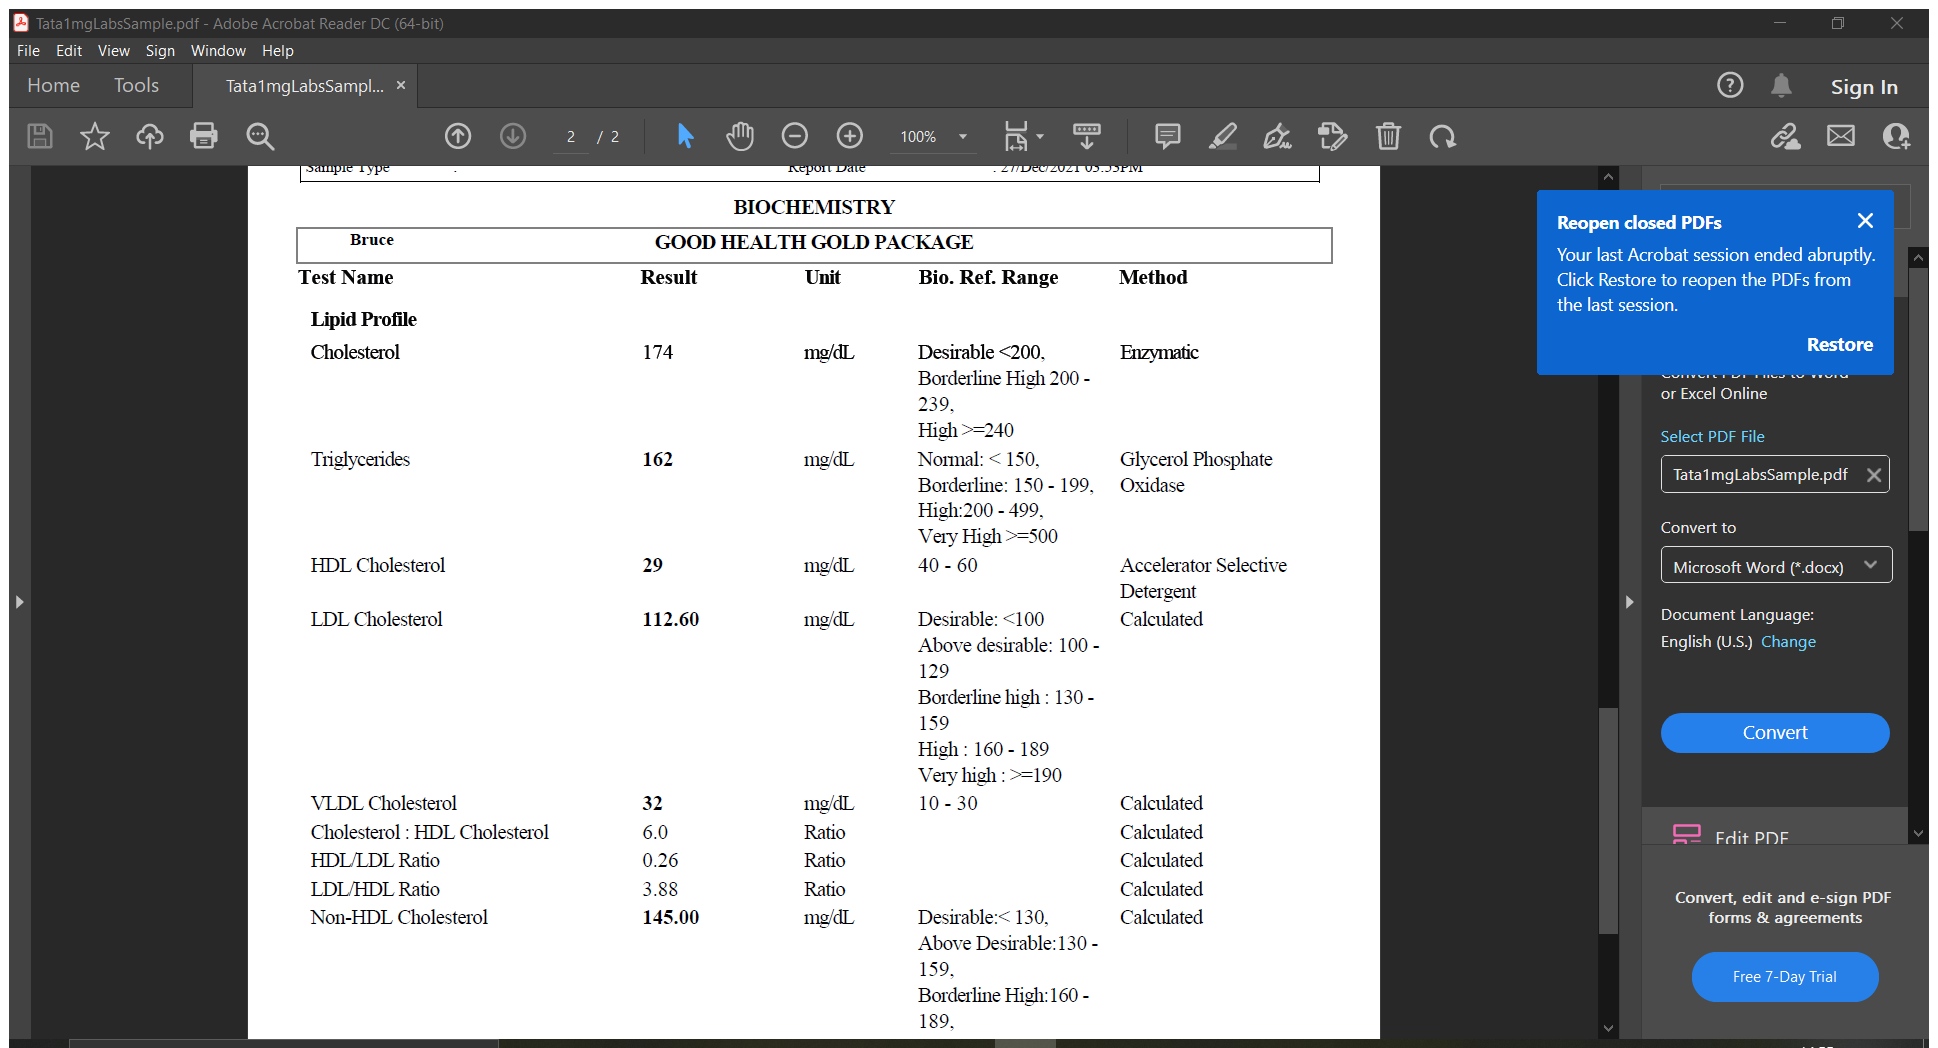 Tata1mgLabsSample.pdf - Adobe Acrobat Reader DC (64-bit)
File Edit View Sign Window Help
Home Tools Tata1mgLabsSampl... × Sign In
2 / 2 100%
Sample Type : Report Date : 27/Dec/2021 03:53PM
BIOCHEMISTRY
Bruce GOOD HEALTH GOLD PACKAGE
Test Name Result Unit Bio. Ref. Range Method
Lipid Profile
Cholesterol 174 mg/dL Desirable <200, Enzymatic
Borderline High 200 -
239,
High >=240
Triglycerides 162 mg/dL Normal: < 150, Glycerol Phosphate
Borderline: 150 - 199, Oxidase
High:200 - 499,
Very High >=500
HDL Cholesterol 29 mg/dL 40 - 60 Accelerator Selective
Detergent
LDL Cholesterol 112.60 mg/dL Desirable: <100 Calculated
Above desirable: 100 -
129
Borderline high : 130 -
159
High : 160 - 189
Very high : >=190
VLDL Cholesterol 32 mg/dL 10 - 30 Calculated
Cholesterol : HDL Cholesterol 6.0 Ratio Calculated
HDL/LDL Ratio 0.26 Ratio Calculated
LDL/HDL Ratio 3.88 Ratio Calculated
Non-HDL Cholesterol 145.00 mg/dL Desirable:< 130, Calculated
Above Desirable:130 -
159,
Borderline High:160 -
189,
Reopen closed PDFs
Your last Acrobat session ended abruptly.
Click Restore to reopen the PDFs from
the last session.
Restore
Convert PDF Files to Word
or Excel Online
Select PDF File
Tata1mgLabsSample.pdf
Convert to
Microsoft Word (*.docx)
Document Language:
English (U.S.) Change
Convert
Edit PDF
Convert, edit and e-sign PDF
forms & agreements
Free 7-Day Trial